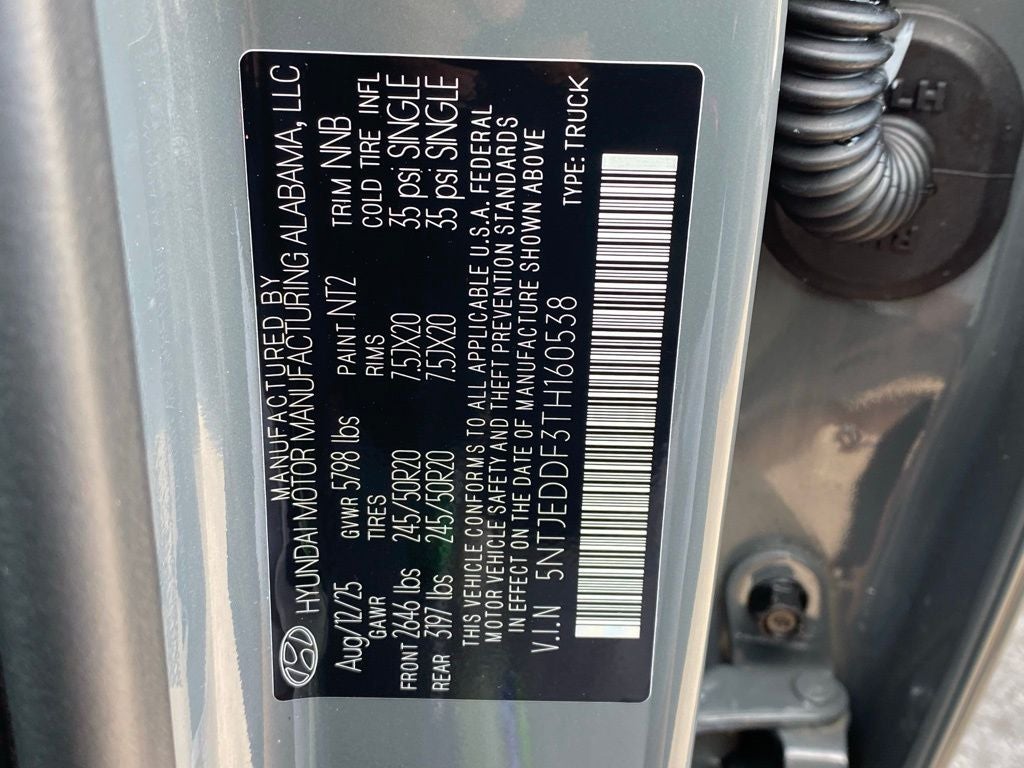 MANUFACTURED BY
HYUNDAI MOTOR MANUFACTURING ALABAMA, LLC
Aug/12/25 GVWR 5798 lbs PAINT NT2 TRIM NNB
GAWR TIRES RIMS COLD TIRE INFL
FRONT 2646 lbs 245/50R20 7.5JX20 35 psi SINGLE
REAR 3197 lbs 245/50R20 7.5JX20 35 psi SINGLE
THIS VEHICLE CONFORMS TO ALL APPLICABLE U.S.A. FEDERAL
MOTOR VEHICLE SAFETY AND THEFT PREVENTION STANDARDS
IN EFFECT ON THE DATE OF MANUFACTURE SHOWN ABOVE
V.I.N 5NTJEDDF3TH160538 TYPE: TRUCK
LH